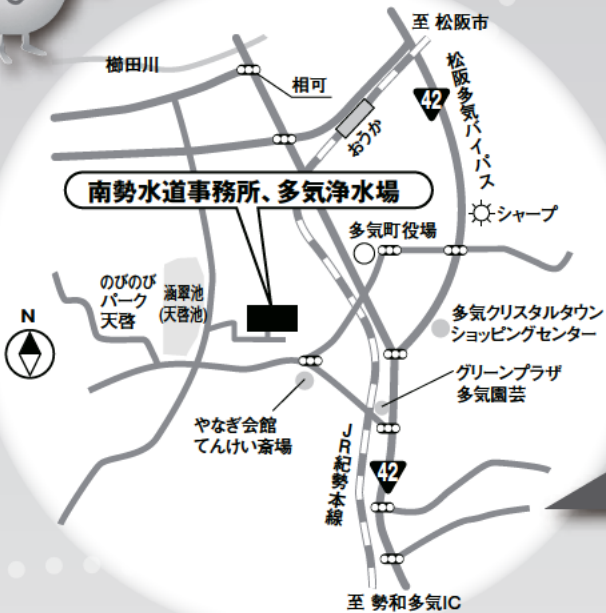 至 松阪市
櫛田川
相可
42
松阪多気バイパス
おうか
南勢水道事務所、多気浄水場
シャープ
多気町役場
のびのび
パーク
天啓
涵翠池
(天啓池)
N
多気クリスタルタウン
ショッピングセンター
グリーンプラザ
多気園芸
やなぎ会館
てんけい斎場
JR紀勢本線
42
至 勢和多気IC